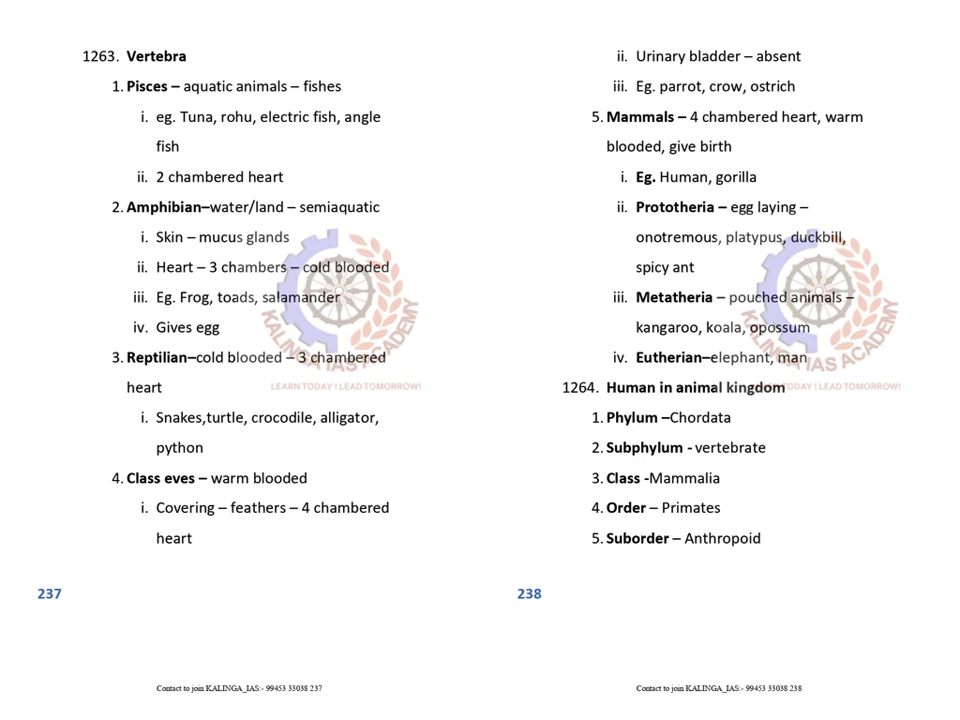 1263. Vertebra
1. Pisces – aquatic animals – fishes
i. eg. Tuna, rohu, electric fish, angle
fish
ii. 2 chambered heart
2. Amphibian–water/land – semiaquatic
i. Skin – mucus glands
ii. Heart – 3 chambers – cold blooded
iii. Eg. Frog, toads, salamander
iv. Gives egg
3. Reptilian–cold blooded – 3 chambered
heart
i. Snakes,turtle, crocodile, alligator,
python
4. Class eves – warm blooded
i. Covering – feathers – 4 chambered
heart
KALINGA IAS ACADEMY
LEARN TODAY ! LEAD TOMORROW!
237
Contact to join KALINGA_IAS:- 99453 33038 237
ii. Urinary bladder – absent
iii. Eg. parrot, crow, ostrich
5. Mammals – 4 chambered heart, warm
blooded, give birth
i. Eg. Human, gorilla
ii. Prototheria – egg laying –
onotremous, platypus, duckbill,
spicy ant
iii. Metatheria – pouched animals –
kangaroo, koala, opossum
iv. Eutherian–elephant, man
1264. Human in animal kingdom
1. Phylum –Chordata
2. Subphylum - vertebrate
3. Class -Mammalia
4. Order – Primates
5. Suborder – Anthropoid
KALINGA IAS ACADEMY
TODAY ! LEAD TOMORROW!
238
Contact to join KALINGA_IAS:- 99453 33038 238